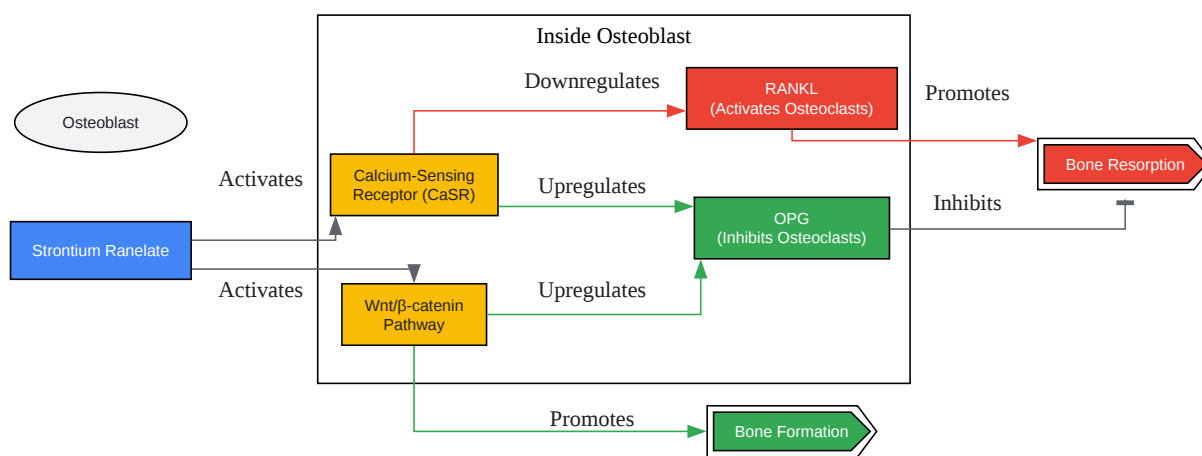 Inside Osteoblast
Downregulates
RANKL
(Activates Osteoclasts)
Promotes
Osteoblast
Activates
Calcium-Sensing
Receptor (CaSR)
Upregulates
Bone Resorption
Inhibits
OPG
(Inhibits Osteoclasts)
Strontium Ranelate
Activates
Wnt/β-catenin
Pathway
Upregulates
Promotes
Bone Formation